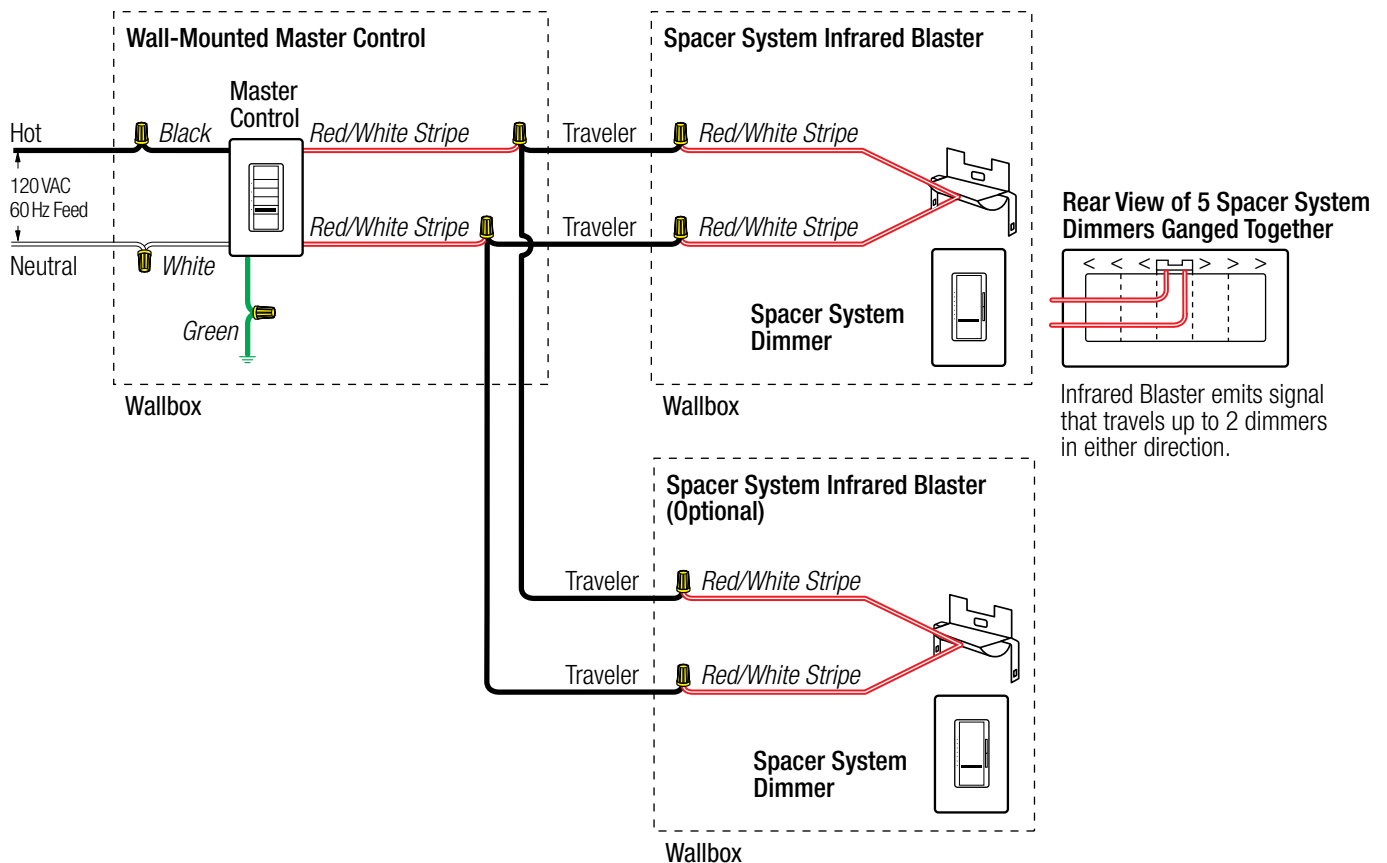 Wall-Mounted Master Control
Spacer System Infrared Blaster
Master
Control
Hot
Black
Red/White Stripe
Traveler
Red/White Stripe
120 VAC
60 Hz Feed
Rear View of 5 Spacer System
Dimmers Ganged Together
Red/White Stripe
Traveler
Red/White Stripe
Neutral
White
< < < > > >
Green
Spacer System
Dimmer
Wallbox
Wallbox
Infrared Blaster emits signal
that travels up to 2 dimmers
in either direction.
Spacer System Infrared Blaster
(Optional)
Traveler
Red/White Stripe
Traveler
Red/White Stripe
Spacer System
Dimmer
Wallbox